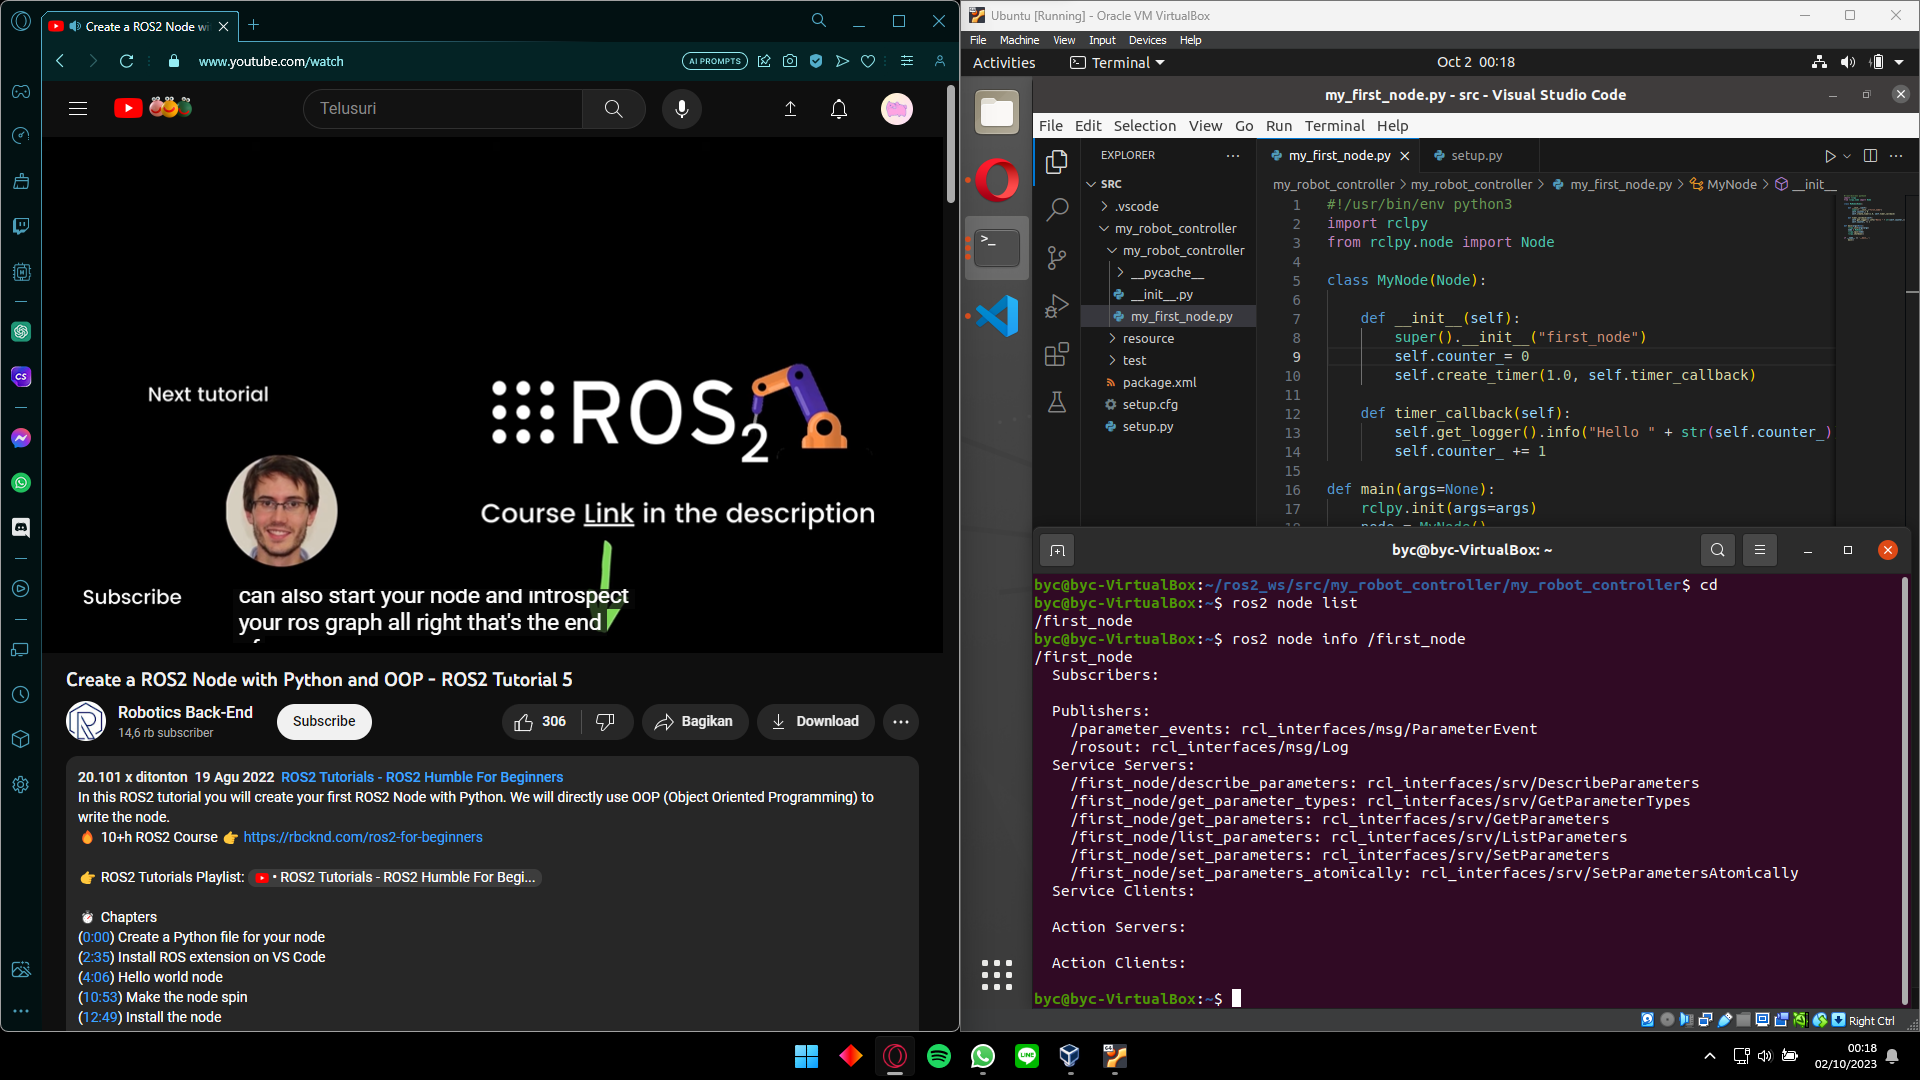 Create a ROS2 Node wi
www.youtube.com/watch
AI PROMPTS
Telusuri
Next tutorial
ROS2
Course Link in the description
Subscribe
can also start your node and introspect
your ros graph all right that's the end
Create a ROS2 Node with Python and OOP - ROS2 Tutorial 5
Robotics Back-End
14,6 rb subscriber
Subscribe
306
Bagikan
Download
20.101 x ditonton 19 Agu 2022 ROS2 Tutorials - ROS2 Humble For Beginners
In this ROS2 tutorial you will create your first ROS2 Node with Python. We will directly use OOP (Object Oriented Programming) to
write the node.
🔥 10+h ROS2 Course 👉 https://rbcknd.com/ros2-for-beginners
👉 ROS2 Tutorials Playlist: • ROS2 Tutorials - ROS2 Humble For Begi...
⏱ Chapters
(0:00) Create a Python file for your node
(2:35) Install ROS extension on VS Code
(4:06) Hello world node
(10:53) Make the node spin
(12:49) Install the node
Ubuntu [Running] - Oracle VM VirtualBox
File Machine View Input Devices Help
Activities
Terminal
Oct 2 00:18
my_first_node.py - src - Visual Studio Code
File Edit Selection View Go Run Terminal Help
EXPLORER
SRC
.vscode
my_robot_controller
my_robot_controller
__pycache__
__init__.py
my_first_node.py
resource
test
package.xml
setup.cfg
setup.py
my_first_node.py
setup.py
my_robot_controller > my_robot_controller > my_first_node.py > MyNode > __init__
1 #!/usr/bin/env python3
2 import rclpy
3 from rclpy.node import Node
4
5 class MyNode(Node):
6
7 def __init__(self):
8 super().__init__("first_node")
9 self.counter_ = 0
10 self.create_timer(1.0, self.timer_callback)
11
12 def timer_callback(self):
13 self.get_logger().info("Hello " + str(self.counter_)
14 self.counter_ += 1
15
16 def main(args=None):
17 rclpy.init(args=args)
18 node = MyNode()
byc@byc-VirtualBox: ~
byc@byc-VirtualBox:~/ros2_ws/src/my_robot_controller/my_robot_controller$ cd
byc@byc-VirtualBox:~$ ros2 node list
/first_node
byc@byc-VirtualBox:~$ ros2 node info /first_node
/first_node
Subscribers:
Publishers:
/parameter_events: rcl_interfaces/msg/ParameterEvent
/rosout: rcl_interfaces/msg/Log
Service Servers:
/first_node/describe_parameters: rcl_interfaces/srv/DescribeParameters
/first_node/get_parameter_types: rcl_interfaces/srv/GetParameterTypes
/first_node/get_parameters: rcl_interfaces/srv/GetParameters
/first_node/list_parameters: rcl_interfaces/srv/ListParameters
/first_node/set_parameters: rcl_interfaces/srv/SetParameters
/first_node/set_parameters_atomically: rcl_interfaces/srv/SetParametersAtomically
Service Clients:
Action Servers:
Action Clients:
byc@byc-VirtualBox:~$
Right Ctrl
00:18
02/10/2023